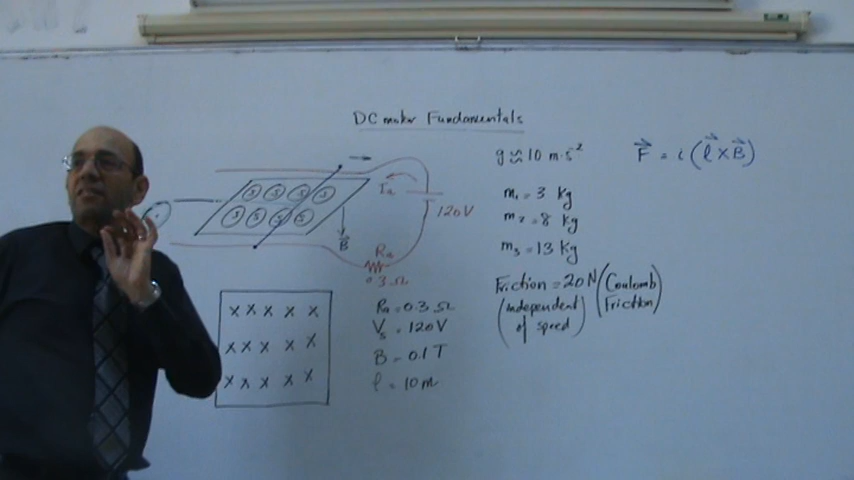 DC motor Fundamentals
g ≈ 10 m·s⁻²
F = i (l × B)
m₁ = 3 kg
m₂ = 8 kg
m₃ = 13 kg
Friction = 20 N (Coulomb Friction)
(independent of speed)
Ia
120V
S S S S
S S S S
B
Ra
0.3 Ω
Ra = 0.3 Ω
Vs = 120V
B = 0.1 T
l = 10m
x x x x x
x x x x x
x x x x x